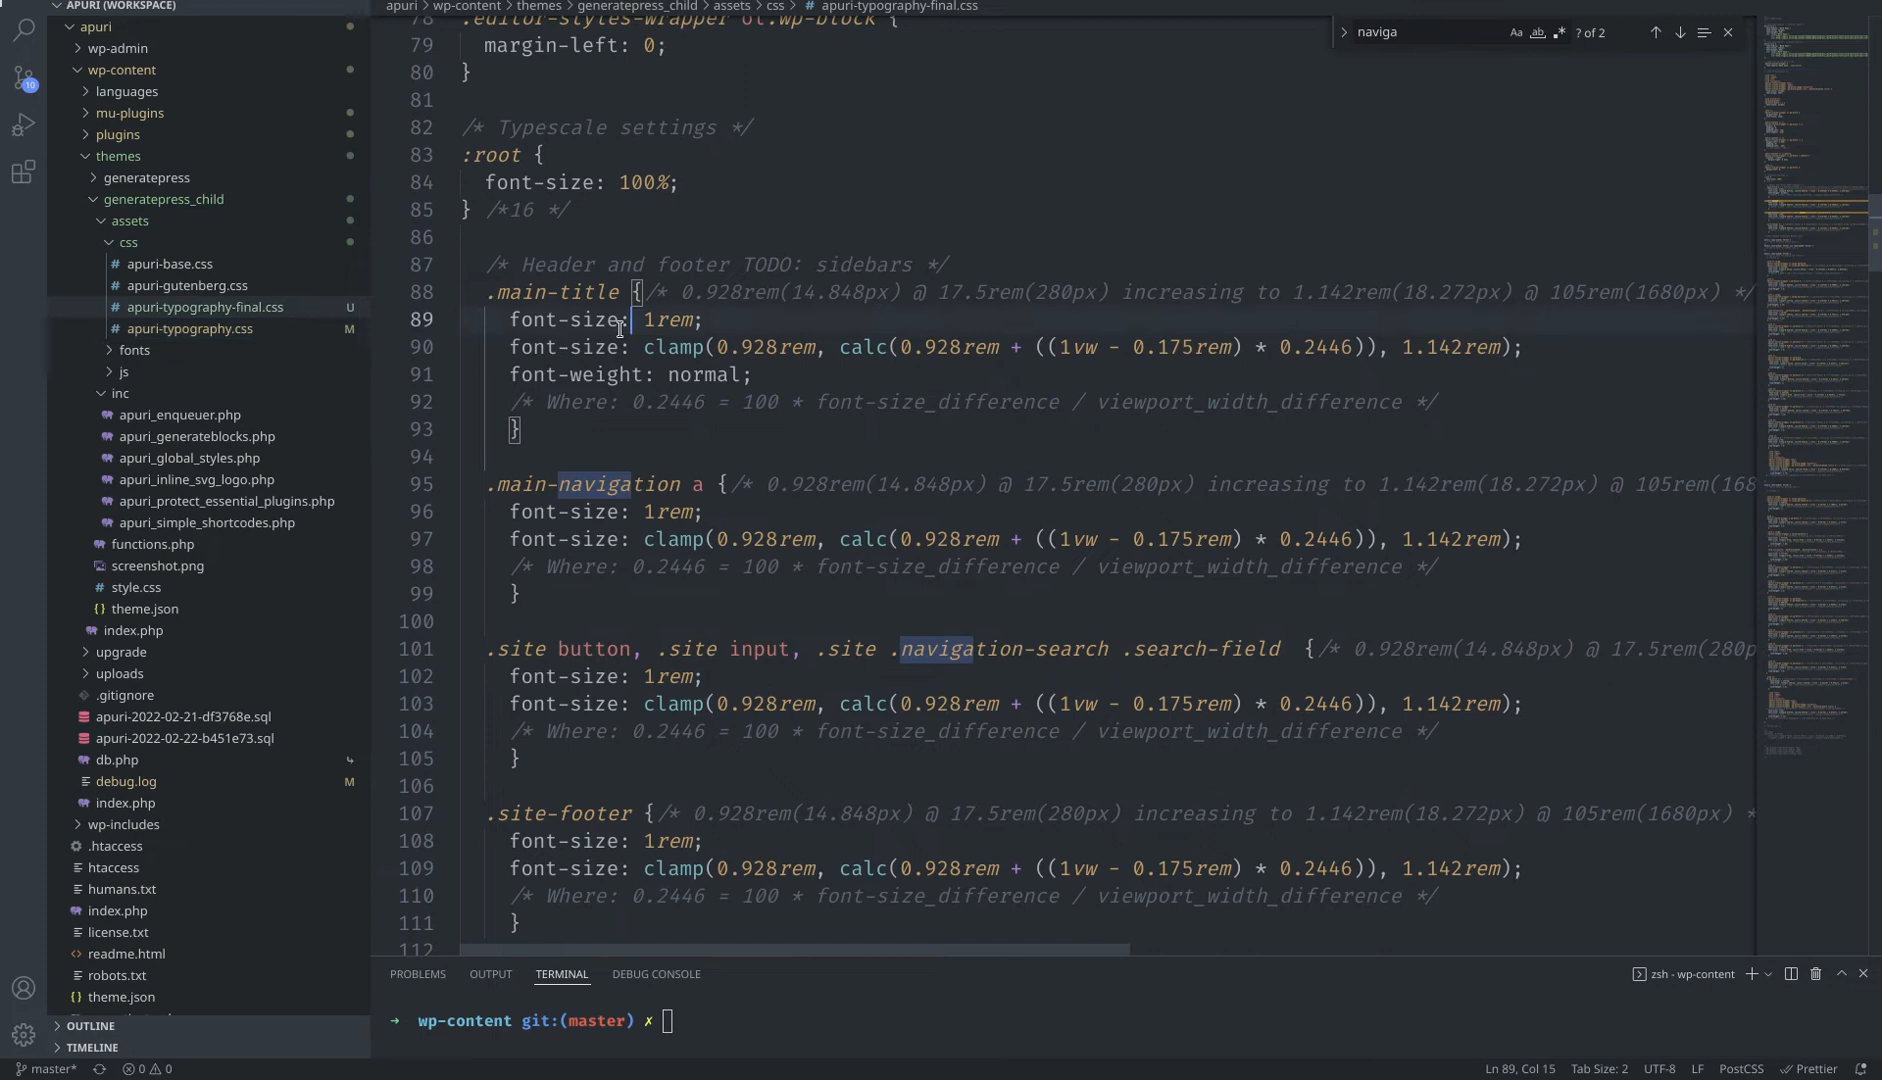 APURI (WORKSPACE)
apuri
wp-admin
wp-content
languages
mu-plugins
plugins
themes
generatepress
generatepress_child
assets
css
# apuri-base.css
# apuri-gutenberg.css
# apuri-typography-final.css U
# apuri-typography.css M
fonts
js
inc
apuri_enqueuer.php
apuri_generateblocks.php
apuri_global_styles.php
apuri_inline_svg_logo.php
apuri_protect_essential_plugins.php
apuri_simple_shortcodes.php
functions.php
screenshot.png
# style.css
{} theme.json
index.php
upgrade
uploads
.gitignore
apuri-2022-02-21-df3768e.sql
apuri-2022-02-22-b451e73.sql
db.php
debug.log M
index.php
wp-includes
.htaccess
htaccess
humans.txt
index.php
license.txt
readme.html
robots.txt
theme.json
OUTLINE
TIMELINE
10
apuri › wp-content › themes › generatepress_child › assets › css › # apuri-typography-final.css
naviga Aa ab .* ? of 2
78 .editor-styles-wrapper ol.wp-block {
79 margin-left: 0;
80 }
81
82 /* Typescale settings */
83 :root {
84 font-size: 100%;
85 } /*16 */
86
87 /* Header and footer TODO: sidebars */
88 .main-title {/* 0.928rem(14.848px) @ 17.5rem(280px) increasing to 1.142rem(18.272px) @ 105rem(1680px) */
89 font-size: 1rem;
90 font-size: clamp(0.928rem, calc(0.928rem + ((1vw - 0.175rem) * 0.2446)), 1.142rem);
91 font-weight: normal;
92 /* Where: 0.2446 = 100 * font-size_difference / viewport_width_difference */
93 }
94
95 .main-navigation a {/* 0.928rem(14.848px) @ 17.5rem(280px) increasing to 1.142rem(18.272px) @ 105rem(168
96 font-size: 1rem;
97 font-size: clamp(0.928rem, calc(0.928rem + ((1vw - 0.175rem) * 0.2446)), 1.142rem);
98 /* Where: 0.2446 = 100 * font-size_difference / viewport_width_difference */
99 }
100
101 .site button, .site input, .site .navigation-search .search-field {/* 0.928rem(14.848px) @ 17.5rem(280p
102 font-size: 1rem;
103 font-size: clamp(0.928rem, calc(0.928rem + ((1vw - 0.175rem) * 0.2446)), 1.142rem);
104 /* Where: 0.2446 = 100 * font-size_difference / viewport_width_difference */
105 }
106
107 .site-footer {/* 0.928rem(14.848px) @ 17.5rem(280px) increasing to 1.142rem(18.272px) @ 105rem(1680px) *
108 font-size: 1rem;
109 font-size: clamp(0.928rem, calc(0.928rem + ((1vw - 0.175rem) * 0.2446)), 1.142rem);
110 /* Where: 0.2446 = 100 * font-size_difference / viewport_width_difference */
111 }
112
PROBLEMS OUTPUT TERMINAL DEBUG CONSOLE zsh - wp-content
→ wp-content git:(master) ✗
master* 0 0 Ln 89, Col 15 Tab Size: 2 UTF-8 LF PostCSS Prettier